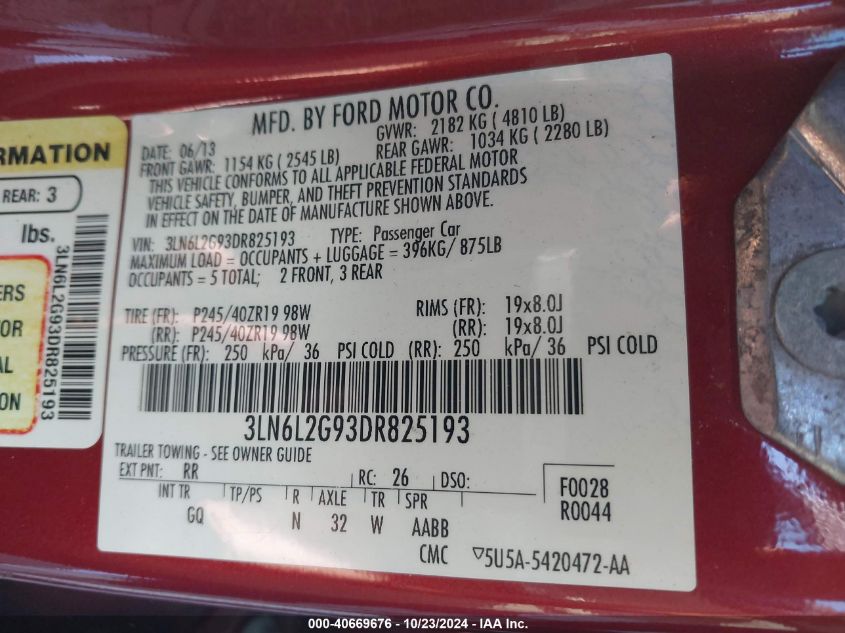 RMATION
REAR: 3
lbs.
3LN6L2G93DR825193
ERS
TOR
AL
ON
MFD. BY FORD MOTOR CO.
DATE: 06/13 GVWR: 2182 KG ( 4810 LB)
FRONT GAWR: 1154 KG ( 2545 LB) REAR GAWR: 1034 KG ( 2280 LB)
THIS VEHICLE CONFORMS TO ALL APPLICABLE FEDERAL MOTOR
VEHICLE SAFETY, BUMPER, AND THEFT PREVENTION STANDARDS
IN EFFECT ON THE DATE OF MANUFACTURE SHOWN ABOVE.
VIN: 3LN6L2G93DR825193 TYPE: Passenger Car
MAXIMUM LOAD = OCCUPANTS + LUGGAGE = 396KG/ 875LB
OCCUPANTS = 5 TOTAL; 2 FRONT, 3 REAR
TIRE (FR): P245/40ZR19 98W RIMS (FR): 19x8.0J
(RR): P245/40ZR19 98W (RR): 19x8.0J
PRESSURE (FR): 250 kPa/ 36 PSI COLD (RR): 250 kPa/ 36 PSI COLD
3LN6L2G93DR825193
TRAILER TOWING - SEE OWNER GUIDE
EXT PNT: RR RC: 26 DSO: F0028
INT TR TP/PS R AXLE TR SPR R0044
GQ N 32 W AABB
CMC ▽5U5A-5420472-AA
000-40669676 - 10/23/2024 - IAA Inc.